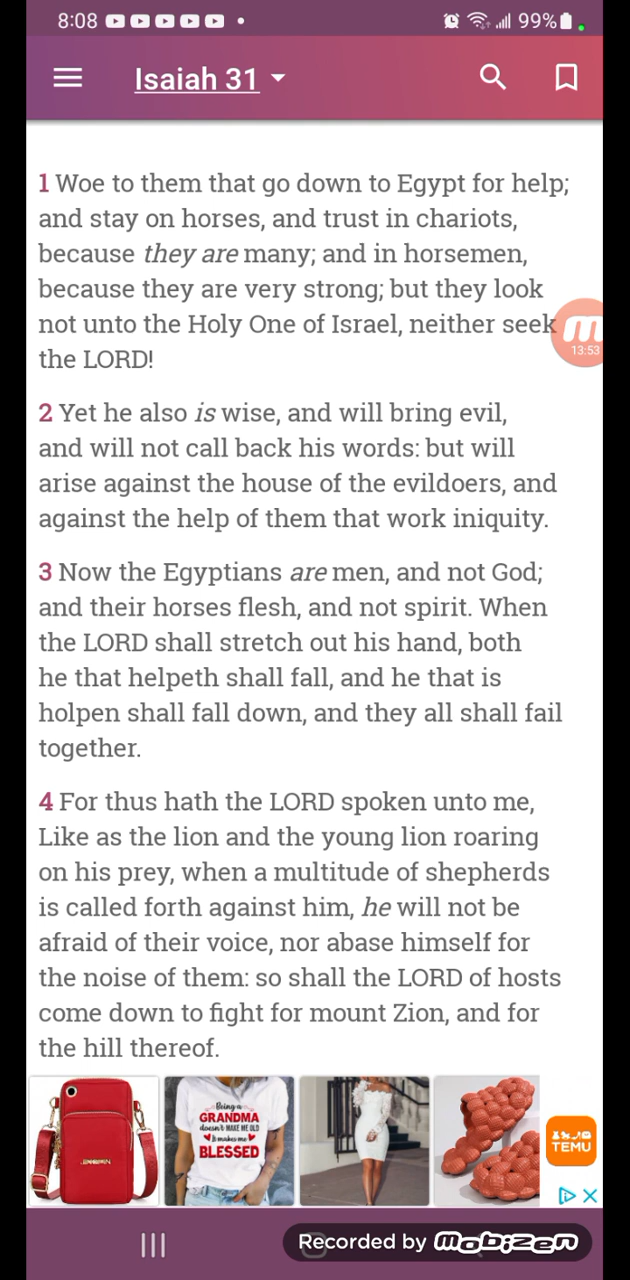 8:08
99%
Isaiah 31
1 Woe to them that go down to Egypt for help;
and stay on horses, and trust in chariots,
because they are many; and in horsemen,
because they are very strong; but they look
not unto the Holy One of Israel, neither seek
the LORD!
m
13:53
2 Yet he also is wise, and will bring evil,
and will not call back his words: but will
arise against the house of the evildoers, and
against the help of them that work iniquity.
3 Now the Egyptians are men, and not God;
and their horses flesh, and not spirit. When
the LORD shall stretch out his hand, both
he that helpeth shall fall, and he that is
holpen shall fall down, and they all shall fail
together.
4 For thus hath the LORD spoken unto me,
Like as the lion and the young lion roaring
on his prey, when a multitude of shepherds
is called forth against him, he will not be
afraid of their voice, nor abase himself for
the noise of them: so shall the LORD of hosts
come down to fight for mount Zion, and for
the hill thereof.
Being a
GRANDMA
doesn't MAKE ME OLD
It makes me
BLESSED
TEMU
Recorded by mobizen